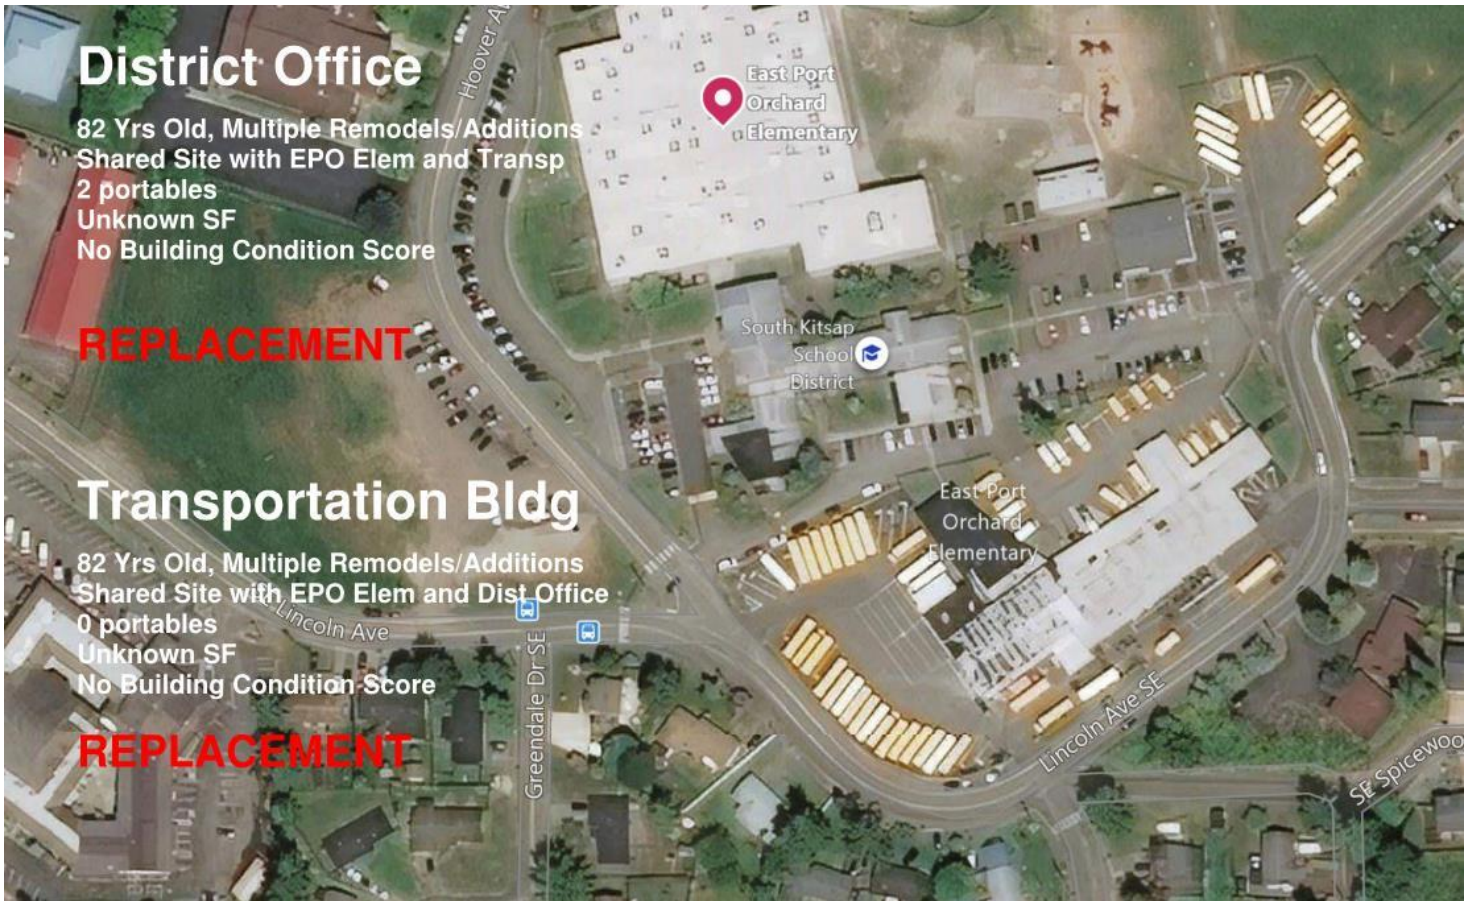 District Office
82 Yrs Old, Multiple Remodels/Additions
Shared Site with EPO Elem and Transp
2 portables
Unknown SF
No Building Condition Score
REPLACEMENT
Transportation Bldg
82 Yrs Old, Multiple Remodels/Additions
Shared Site with EPO Elem and Dist Office
0 portables
Unknown SF
No Building Condition Score
REPLACEMENT
Hoover
East Port
Orchard
Elementary
South Kitsap
School
District
East Port
Orchard
Elementary
Lincoln Ave
Greendale Dr SE
Lincoln Ave SE
SE Spicewoo